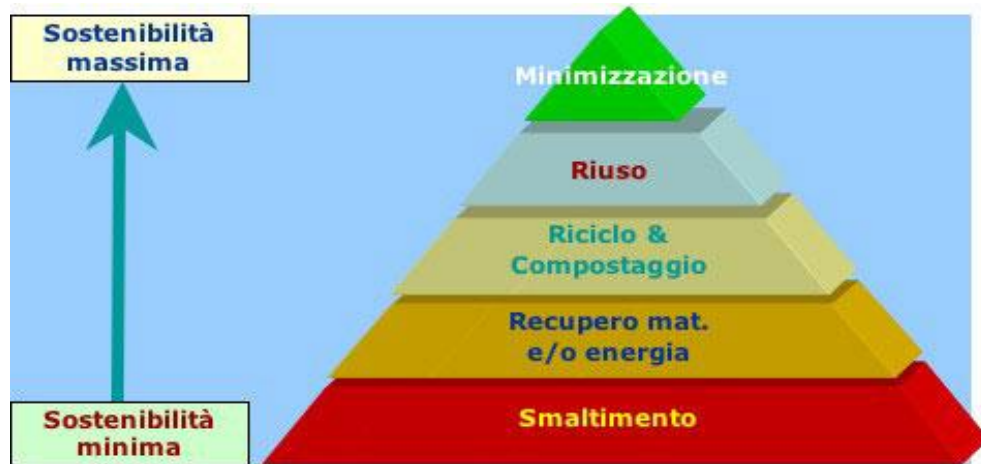 Sostenibilità
massima
Minimizzazione
Riuso
Riciclo &
Compostaggio
Recupero mat.
e/o energia
Smaltimento
Sostenibilità
minima